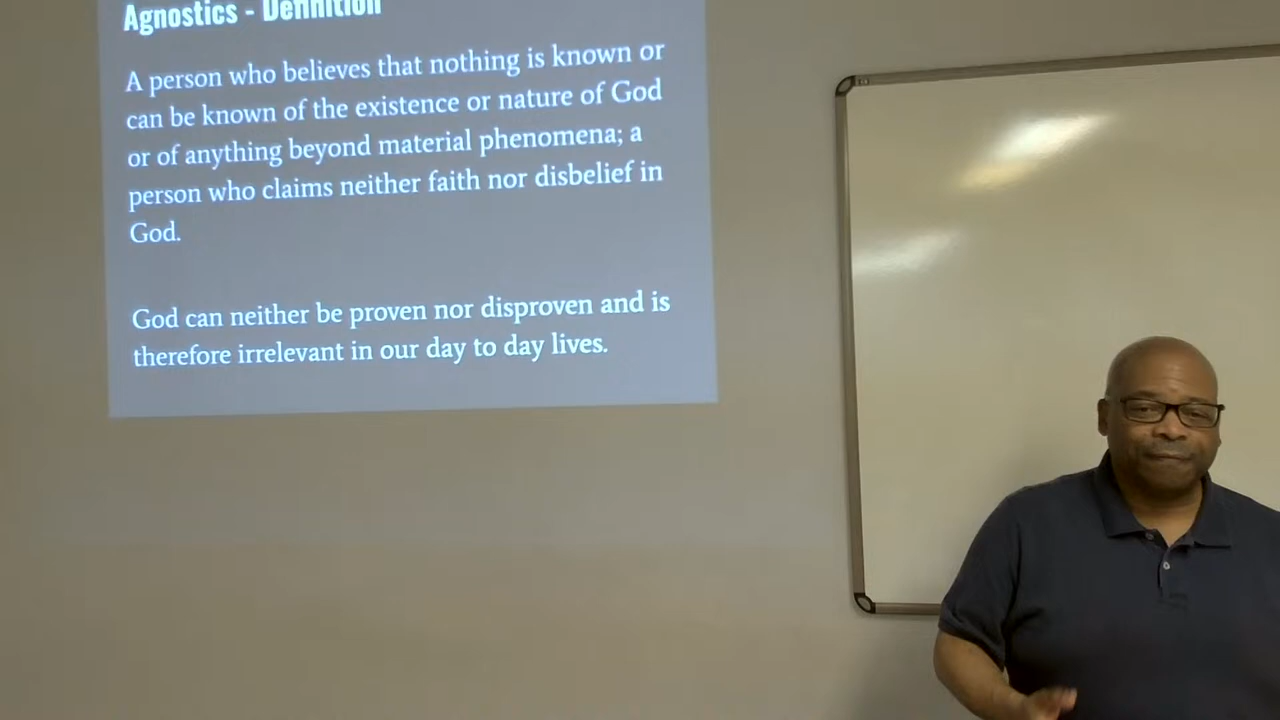 Agnostics - Definition
A person who believes that nothing is known or
can be known of the existence or nature of God
or of anything beyond material phenomena; a
person who claims neither faith nor disbelief in
God.
God can neither be proven nor disproven and is
therefore irrelevant in our day to day lives.